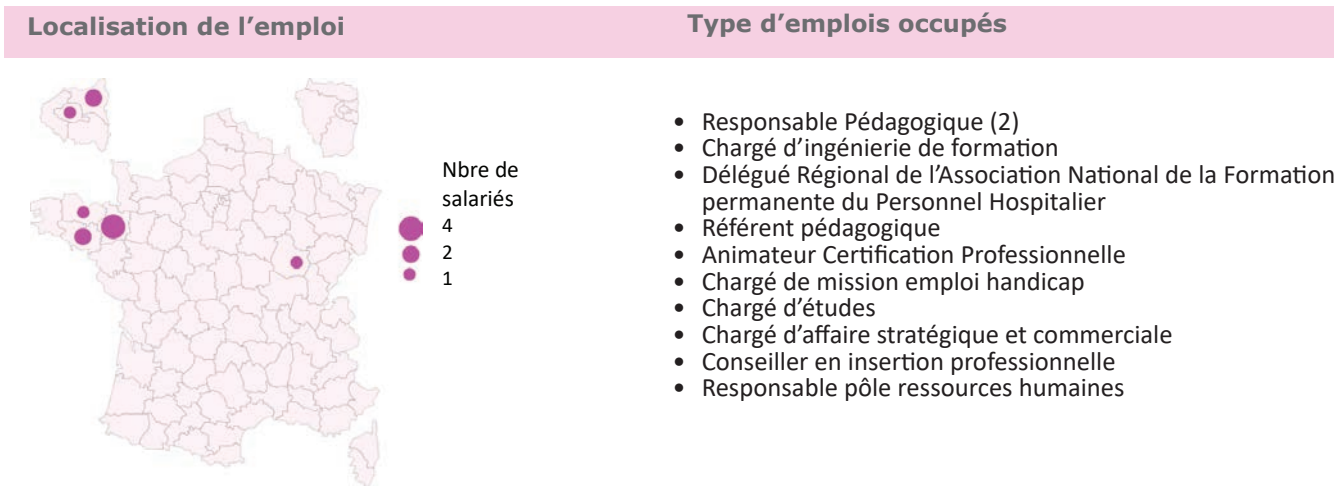 Localisation de l’emploi
Type d’emplois occupés
Nbre de
salariés
4
2
1
• Responsable Pédagogique (2)
• Chargé d’ingénierie de formation
• Délégué Régional de l’Association National de la Formation
permanente du Personnel Hospitalier
• Référent pédagogique
• Animateur Certification Professionnelle
• Chargé de mission emploi handicap
• Chargé d’études
• Chargé d’affaire stratégique et commerciale
• Conseiller en insertion professionnelle
• Responsable pôle ressources humaines